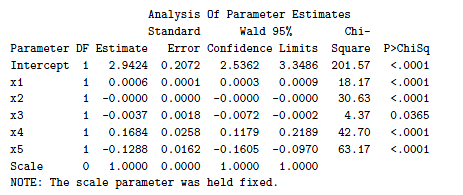 Analysis Of Parameter Estimates
Standard Wald 95% Chi-
Parameter DF Estimate Error Confidence Limits Square P>ChiSq
Intercept 1 2.9424 0.2072 2.5362 3.3486 201.57 <.0001
x1 1 0.0006 0.0001 0.0003 0.0009 18.17 <.0001
x2 1 -0.0000 0.0000 -0.0000 -0.0000 30.63 <.0001
x3 1 -0.0037 0.0018 -0.0072 -0.0002 4.37 0.0365
x4 1 0.1684 0.0258 0.1179 0.2189 42.70 <.0001
x5 1 -0.1288 0.0162 -0.1605 -0.0970 63.17 <.0001
Scale 0 1.0000 0.0000 1.0000 1.0000
NOTE: The scale parameter was held fixed.